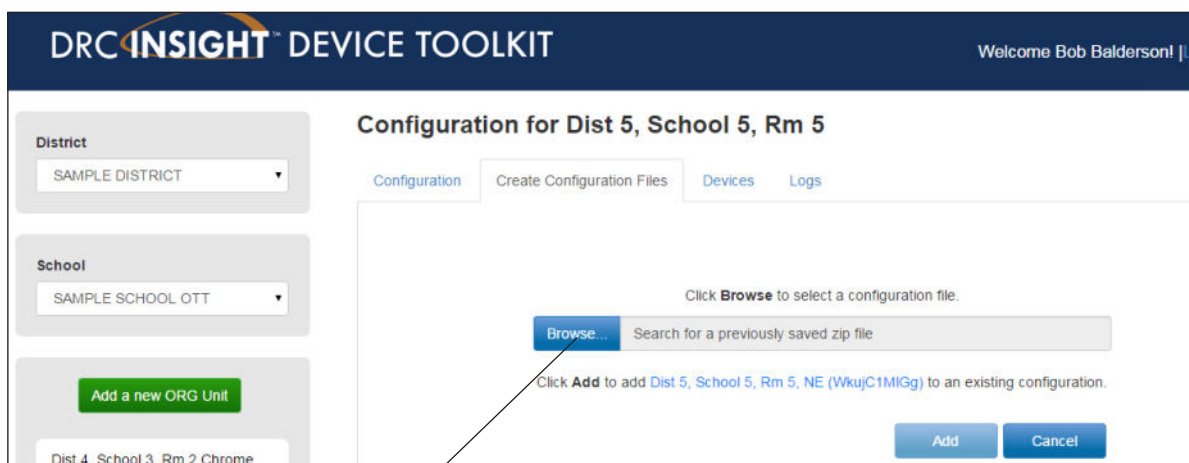 DRC INSIGHT™ DEVICE TOOLKIT
Welcome Bob Balderson! |
District
SAMPLE DISTRICT
School
SAMPLE SCHOOL OTT
Add a new ORG Unit
Dist 4, School 3, Rm 2 Chrome
Configuration for Dist 5, School 5, Rm 5
Configuration Create Configuration Files Devices Logs
Click Browse to select a configuration file.
Browse... Search for a previously saved zip file
Click Add to add Dist 5, School 5, Rm 5, NE (WkujC1MIGg) to an existing configuration.
Add Cancel